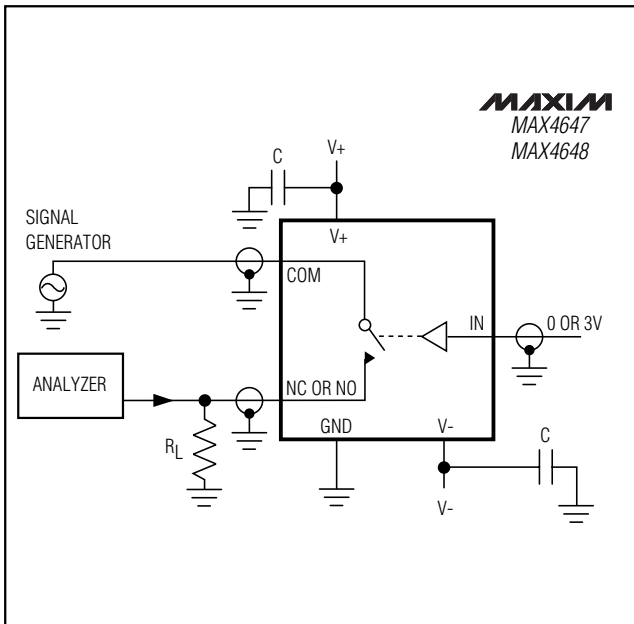 MAXIM
MAX4647
MAX4648
V+
C
V+
SIGNAL
GENERATOR
COM
IN
0 OR 3V
ANALYZER
NC OR NO
GND
V-
C
RL
V-